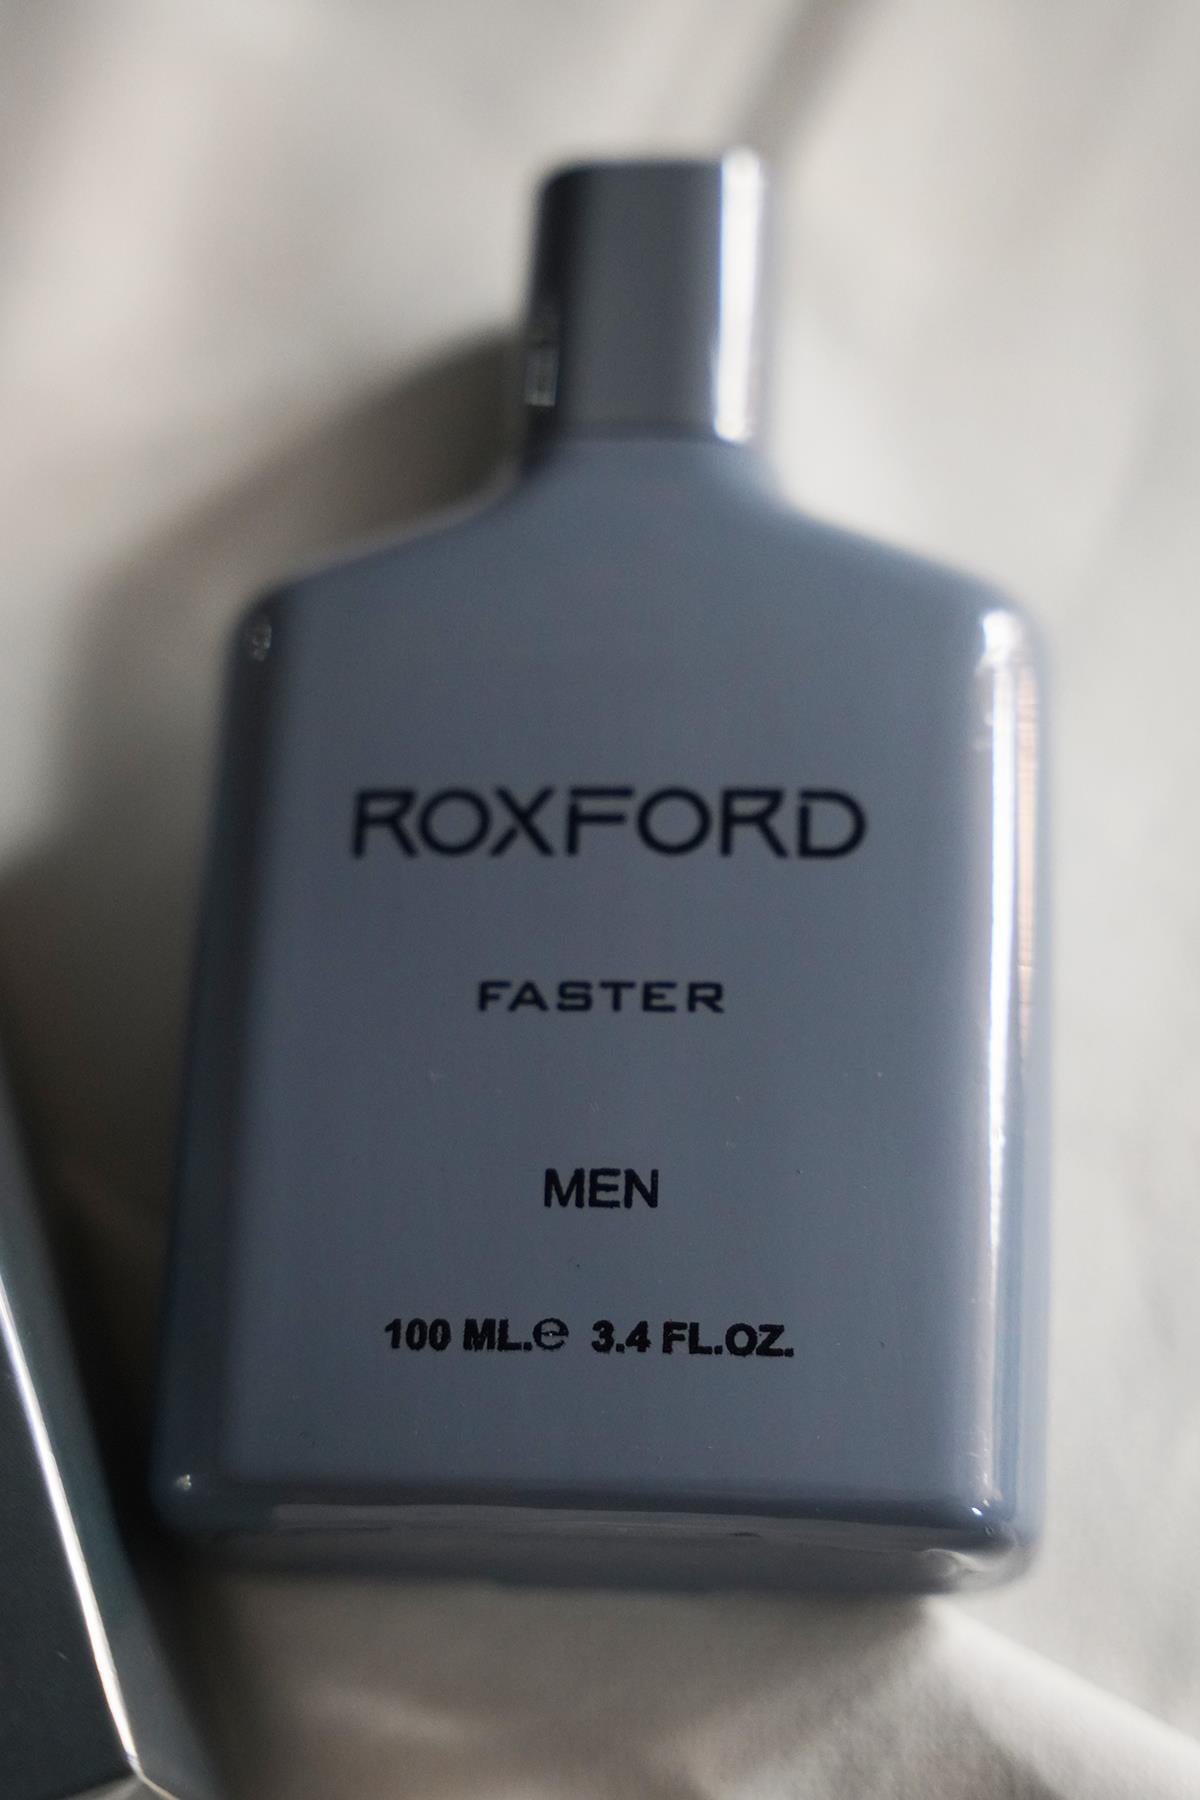 ROXFORD
FASTER
MEN
100 ML.℮ 3.4 FL.OZ.